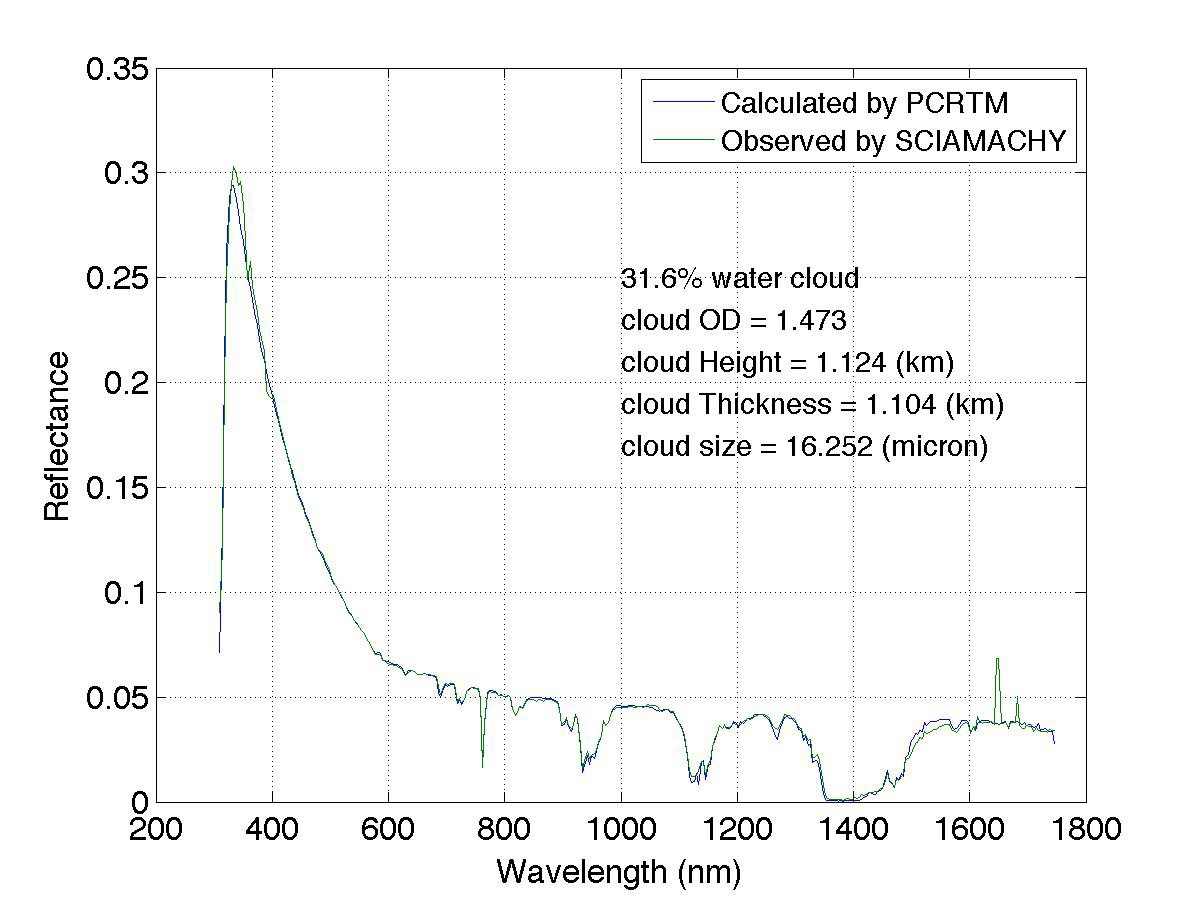 0.35
0.3
0.25
0.2
0.15
0.1
0.05
0
Reflectance
Calculated by PCRTM
Observed by SCIAMACHY
31.6% water cloud
cloud OD = 1.473
cloud Height = 1.124 (km)
cloud Thickness = 1.104 (km)
cloud size = 16.252 (micron)
200 400 600 800 1000 1200 1400 1600 1800
Wavelength (nm)